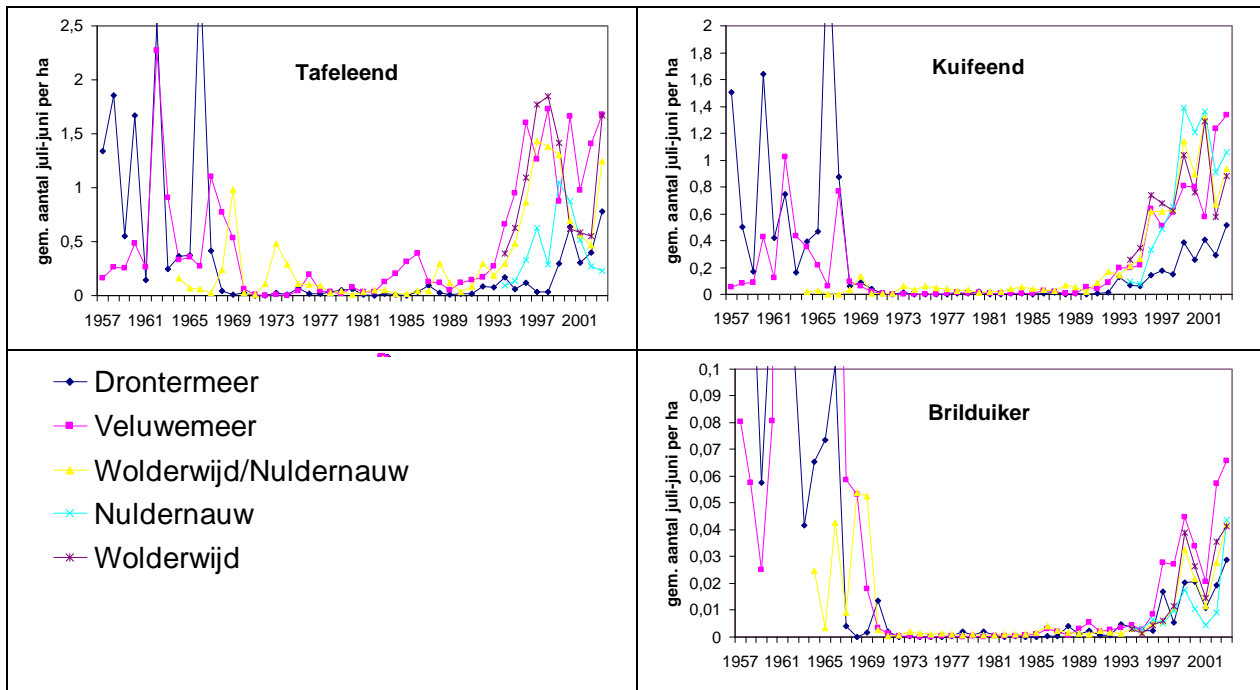 Tafeleend
gem. aantal juli-juni per ha
2,5
2
1,5
1
0,5
0
1957 1961 1965 1969 1973 1977 1981 1985 1989 1993 1997 2001
Kuifeend
gem. aantal juli-juni per ha
2
1,8
1,6
1,4
1,2
1
0,8
0,6
0,4
0,2
0
1957 1961 1965 1969 1973 1977 1981 1985 1989 1993 1997 2001
Drontermeer
Veluwemeer
Wolderwijd/Nuldernauw
Nuldernauw
Wolderwijd
Brilduiker
gem. aantal juli-juni per ha
0,1
0,09
0,08
0,07
0,06
0,05
0,04
0,03
0,02
0,01
0
1957 1961 1965 1969 1973 1977 1981 1985 1989 1993 1997 2001